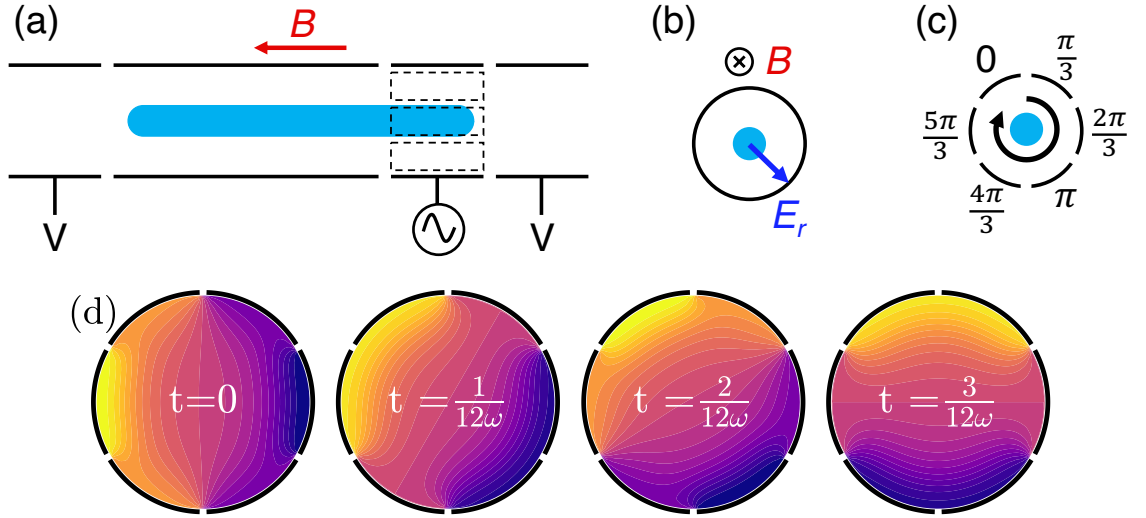 (a)
B
V
V
(b)
B
E_r
(c)
0
π/3
5π/3
2π/3
4π/3
π
(d)
t=0
t = 1/12ω
t = 2/12ω
t = 3/12ω